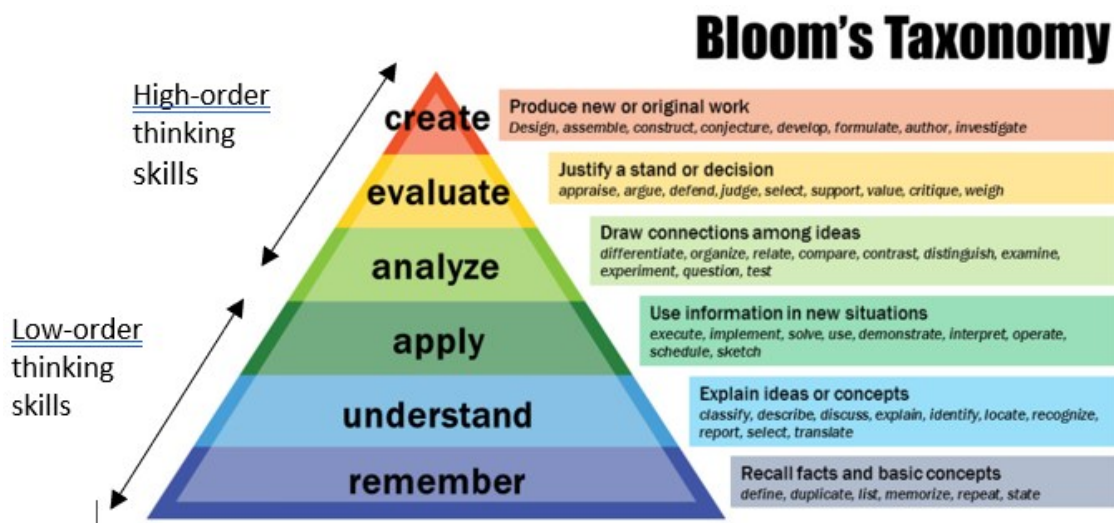 Bloom's Taxonomy
High-order
thinking
skills
create
Produce new or original work
Design, assemble, construct, conjecture, develop, formulate, author, investigate
evaluate
Justify a stand or decision
appraise, argue, defend, judge, select, support, value, critique, weigh
analyze
Draw connections among ideas
differentiate, organize, relate, compare, contrast, distinguish, examine,
experiment, question, test
Low-order
thinking
skills
apply
Use information in new situations
execute, implement, solve, use, demonstrate, interpret, operate,
schedule, sketch
understand
Explain ideas or concepts
classify, describe, discuss, explain, identify, locate, recognize,
report, select, translate
remember
Recall facts and basic concepts
define, duplicate, list, memorize, repeat, state